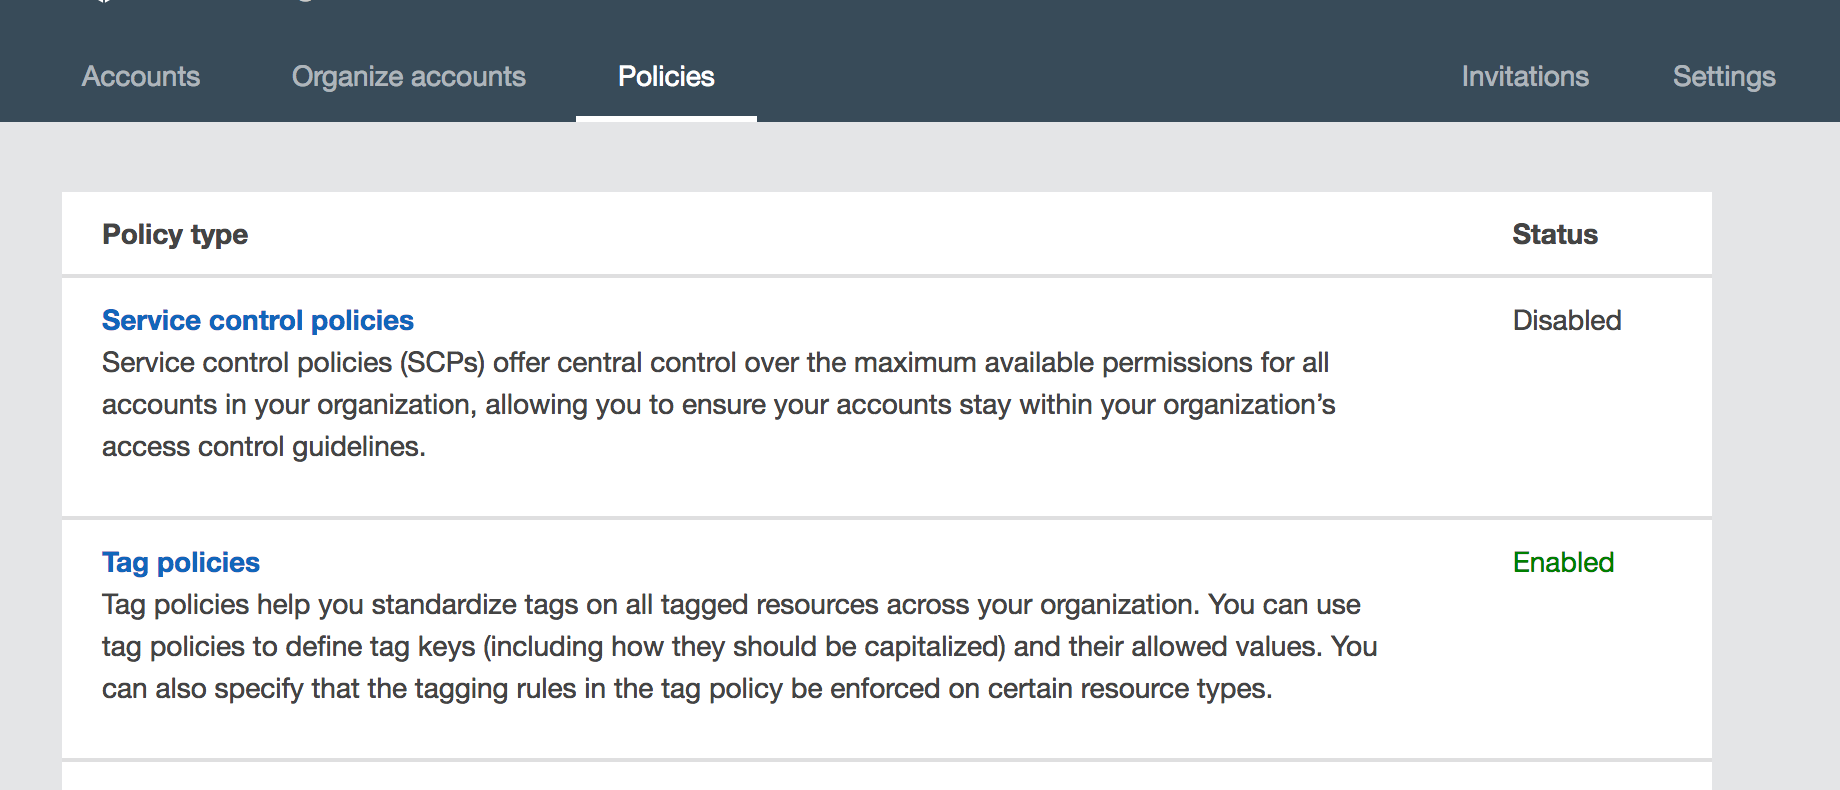 Accounts Organize accounts Policies Invitations Settings
Policy type Status
Service control policies Disabled
Service control policies (SCPs) offer central control over the maximum available permissions for all
accounts in your organization, allowing you to ensure your accounts stay within your organization’s
access control guidelines.
Tag policies Enabled
Tag policies help you standardize tags on all tagged resources across your organization. You can use
tag policies to define tag keys (including how they should be capitalized) and their allowed values. You
can also specify that the tagging rules in the tag policy be enforced on certain resource types.